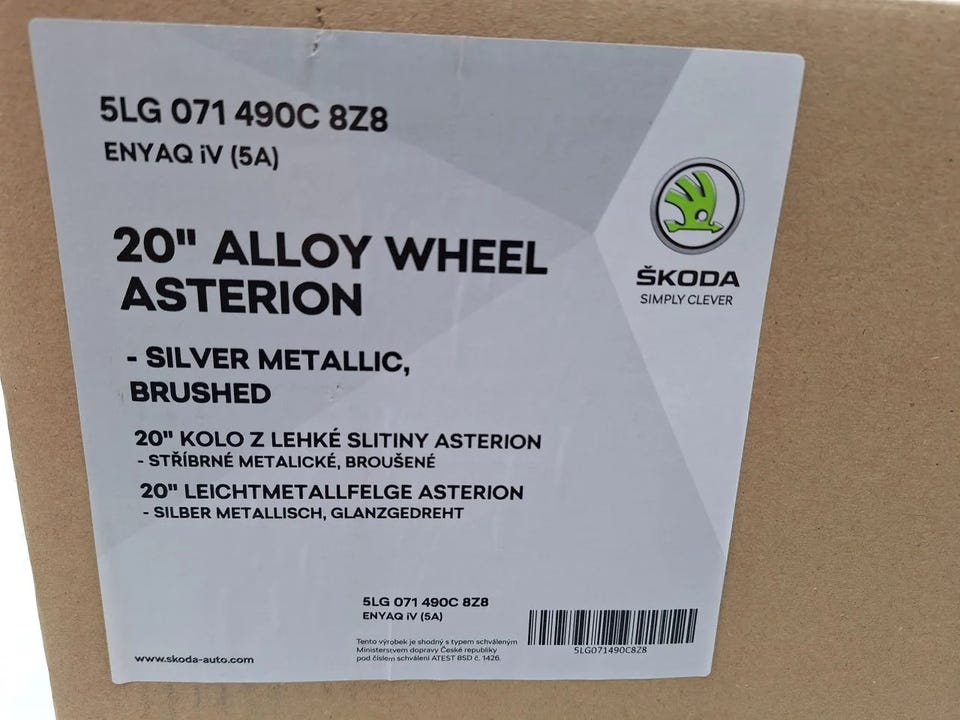 5LG 071 490C 8Z8
ENYAQ iV (5A)
20" ALLOY WHEEL
ASTERION
- SILVER METALLIC,
BRUSHED
20" KOLO Z LEHKÉ SLITINY ASTERION
- STŘÍBRNÉ METALICKÉ, BROUŠENÉ
20" LEICHTMETALLFELGE ASTERION
- SILBER METALLISCH, GLANZGEDREHT
ŠKODA
SIMPLY CLEVER
5LG 071 490C 8Z8
ENYAQ iV (5A)
Tento výrobek je shodný s typem schváleným
Ministerstvem dopravy České republiky
pod číslem schválení ATEST 8SD č. 1426.
5LG071490C8Z8
www.skoda-auto.com